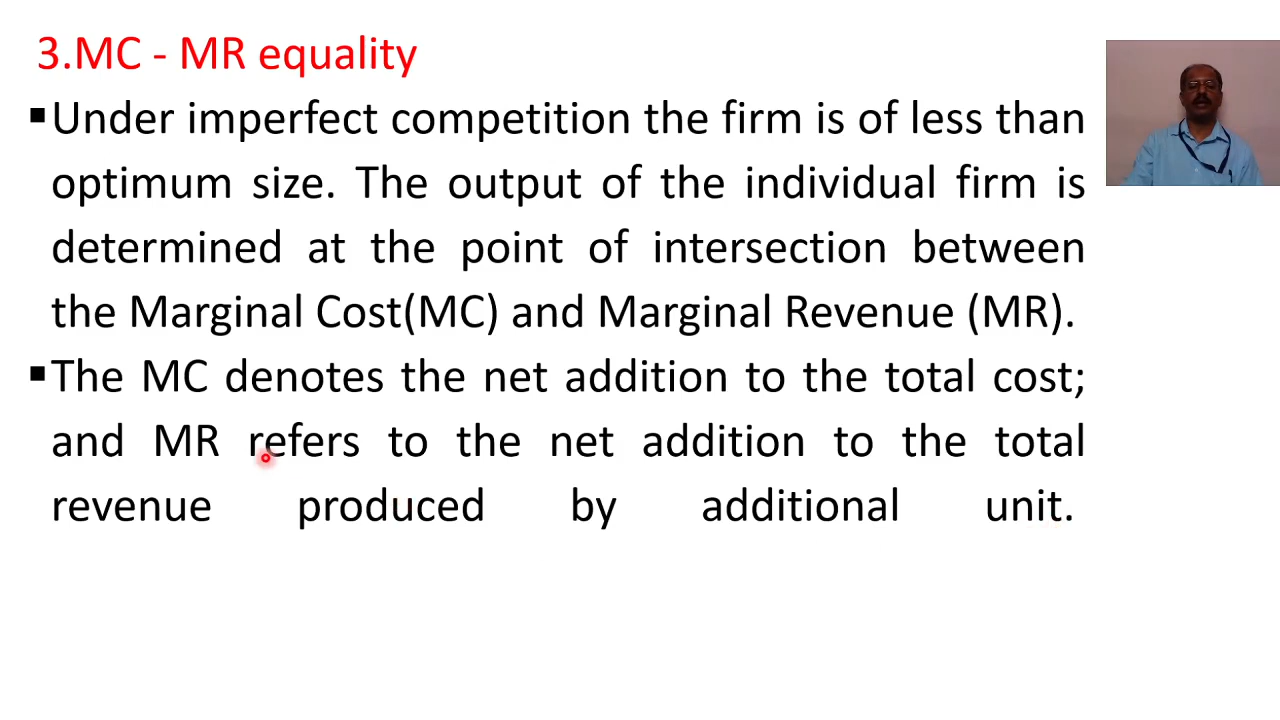 3.MC - MR equality
▪Under imperfect competition the firm is of less than
optimum size. The output of the individual firm is
determined at the point of intersection between
the Marginal Cost(MC) and Marginal Revenue (MR).
▪The MC denotes the net addition to the total cost;
and MR refers to the net addition to the total
revenue produced by additional unit.